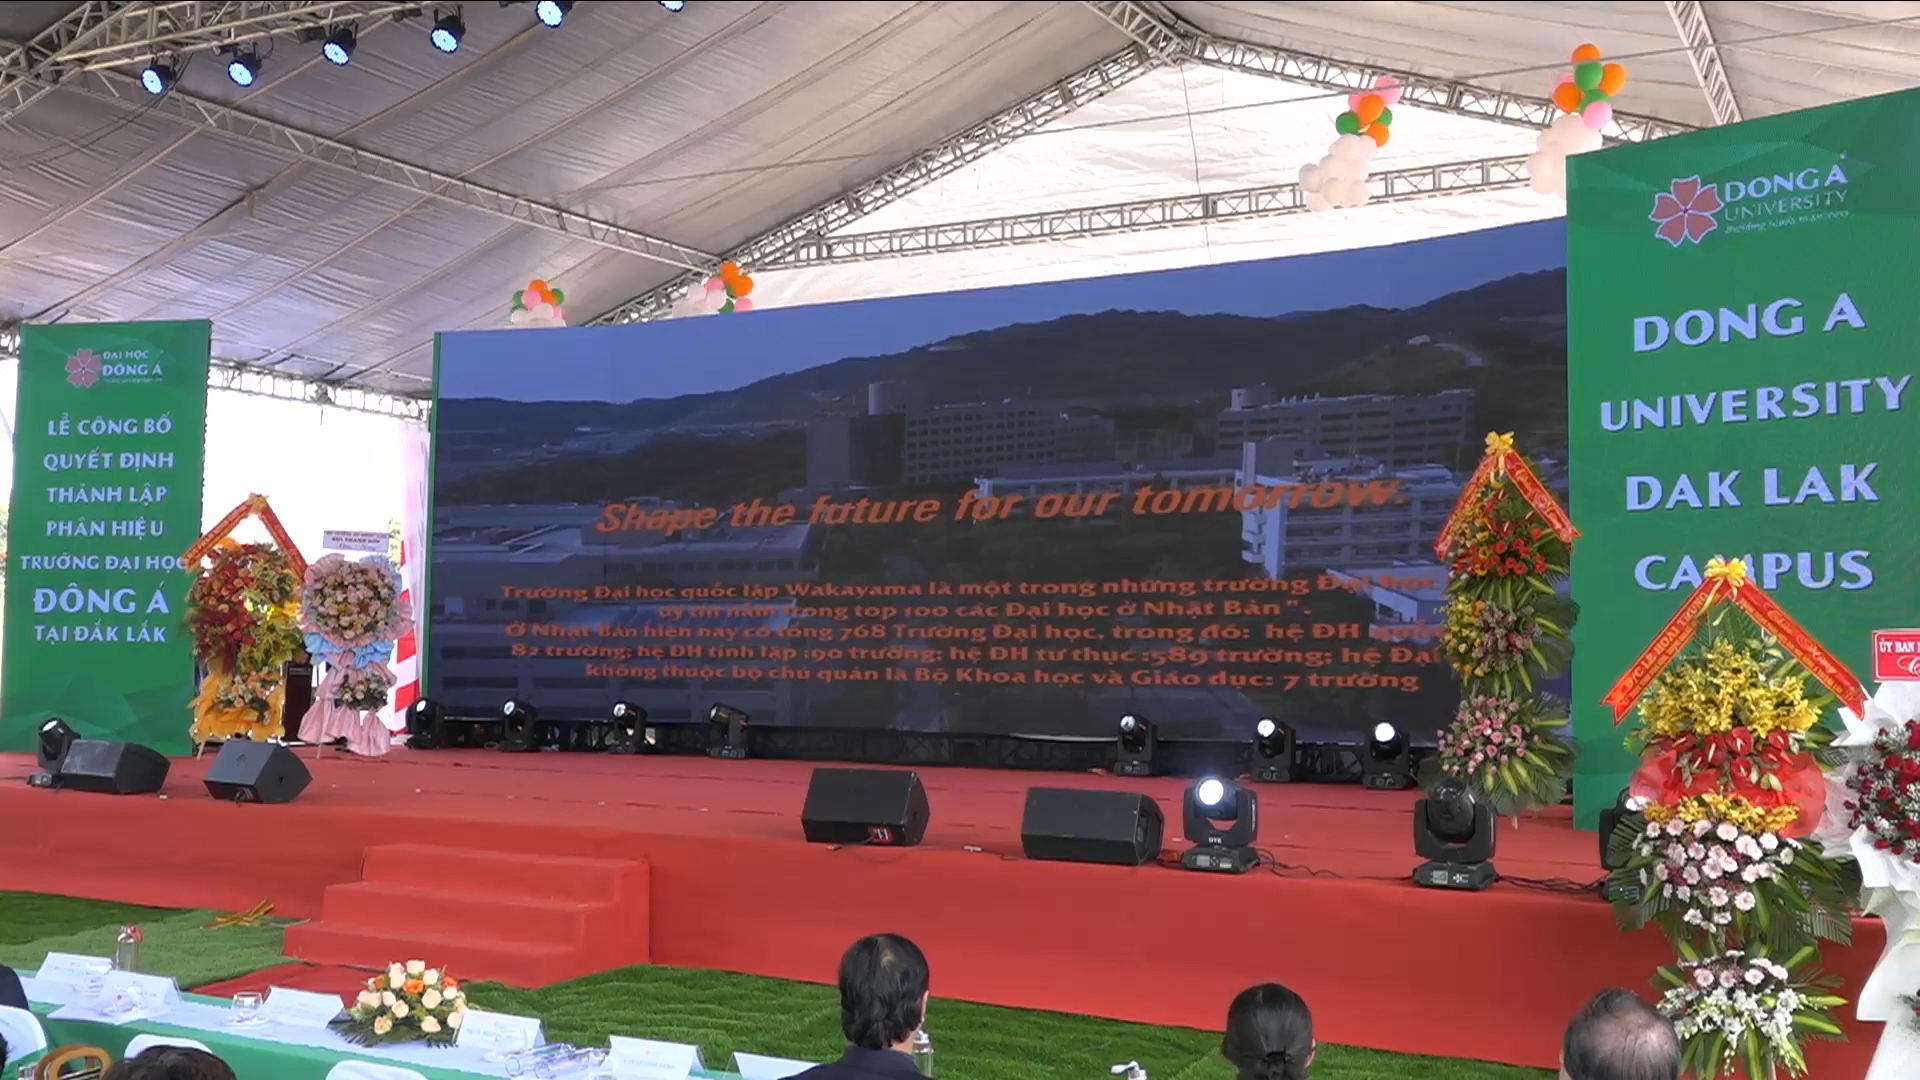 ĐẠI HỌC
ĐÔNG Á
LỄ CÔNG BỐ
QUYẾT ĐỊNH
THÀNH LẬP
PHÂN HIỆU
TRƯỜNG ĐẠI HỌC
ĐÔNG Á
TẠI ĐẮK LẮK
Shape the future for our tomorrow.
Trường Đại học quốc lập Wakayama là một trong những trường Đại học
uy tín nằm trong top 100 các Đại học ở Nhật Bản".
Ở Nhật Bản hiện nay có tổng 768 Trường Đại học, trong đó: hệ ĐH
82 trường; hệ ĐH tỉnh lập :90 trường; hệ ĐH tư thục :589 trường; hệ Đại
không thuộc bộ chủ quản là Bộ Khoa học và Giáo dục: 7 trường
DONG A
UNIVERSITY
DONG A
UNIVERSITY
DAK LAK
CAMPUS
ỦY BAN